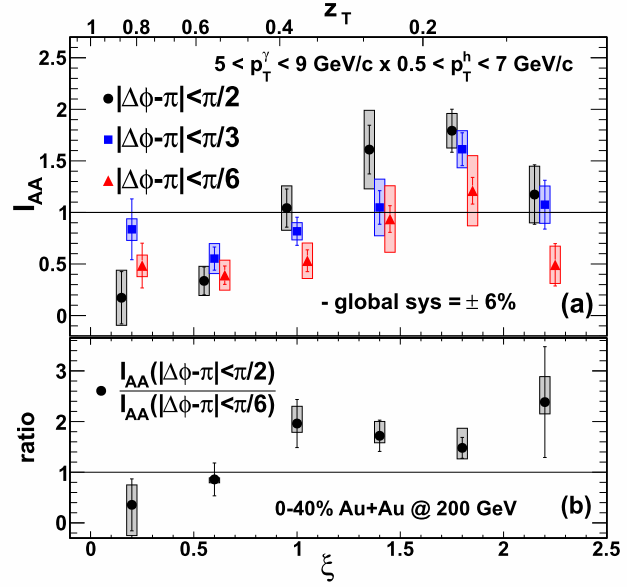 z_T
1 0.8 0.6 0.4 0.2
5 < p_T^γ < 9 GeV/c x 0.5 < p_T^h < 7 GeV/c
|Δϕ-π|<π/2
|Δϕ-π|<π/3
|Δϕ-π|<π/6
I_AA
2.5
2
1.5
1
0.5
0
- global sys = ± 6%
(a)
I_AA(|Δϕ-π|<π/2)
I_AA(|Δϕ-π|<π/6)
ratio
3
2
1
0
0-40% Au+Au @ 200 GeV
(b)
0 0.5 1 1.5 2 2.5
ξ